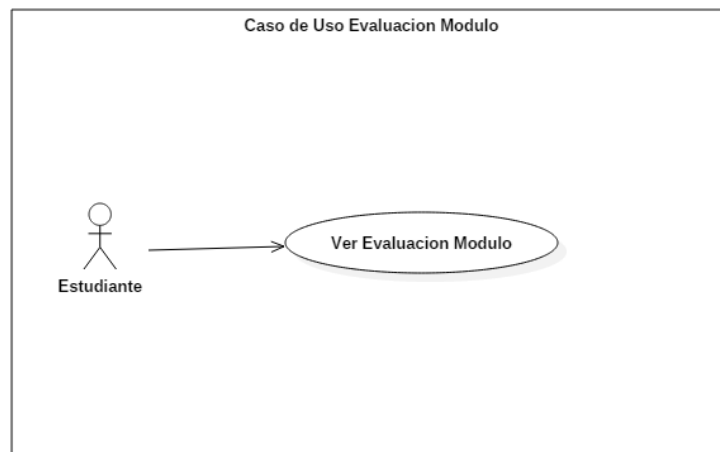 Caso de Uso Evaluacion Modulo
Ver Evaluacion Modulo
Estudiante